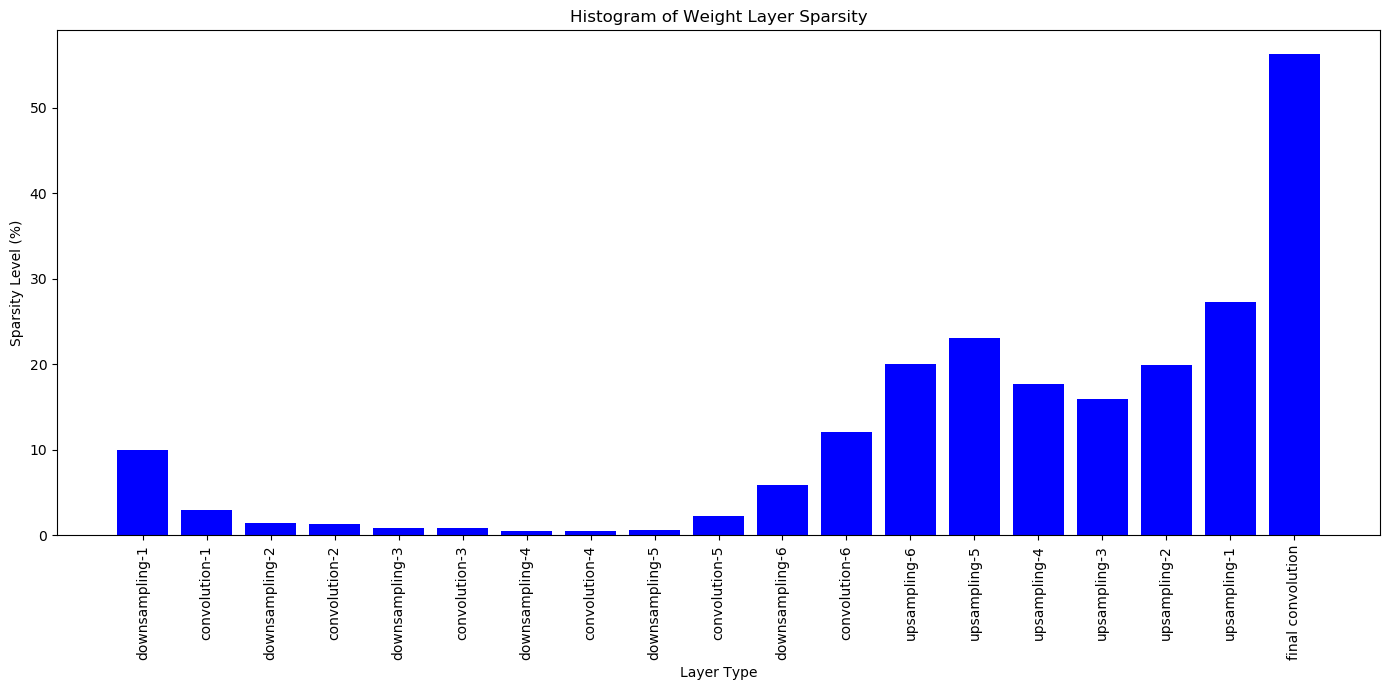 Histogram of Weight Layer Sparsity
Sparsity Level (%)
50
40
30
20
10
0
downsampling-1
convolution-1
downsampling-2
convolution-2
downsampling-3
convolution-3
downsampling-4
convolution-4
downsampling-5
convolution-5
downsampling-6
convolution-6
upsampling-6
upsampling-5
upsampling-4
upsampling-3
upsampling-2
upsampling-1
final convolution
Layer Type